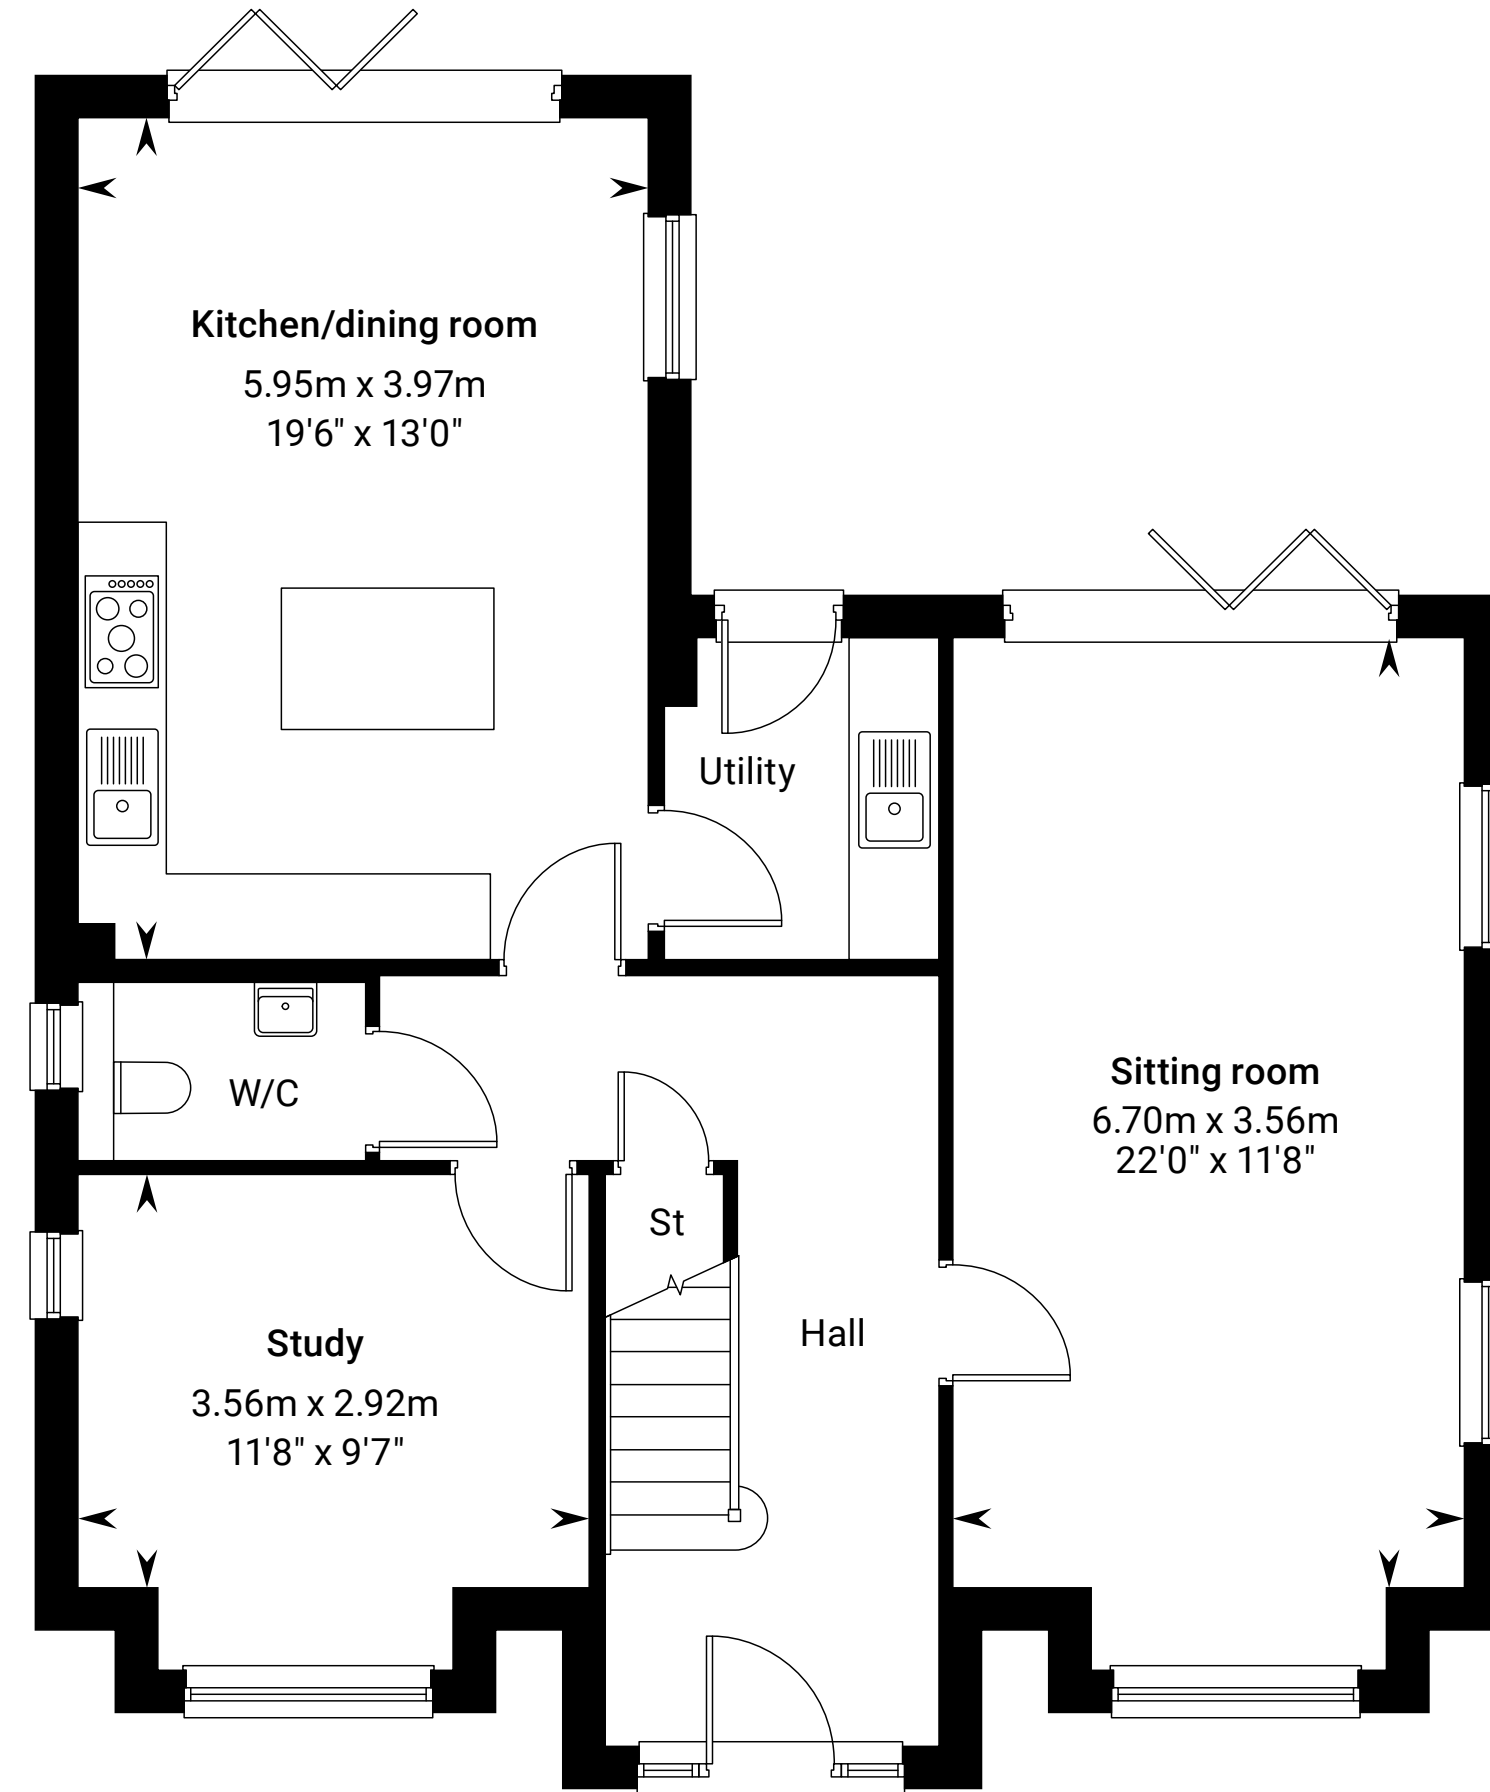 Kitchen/dining room
5.95m x 3.97m
19'6" x 13'0"
Utility
W/C
Sitting room
6.70m x 3.56m
22'0" x 11'8"
St
Hall
Study
3.56m x 2.92m
11'8" x 9'7"